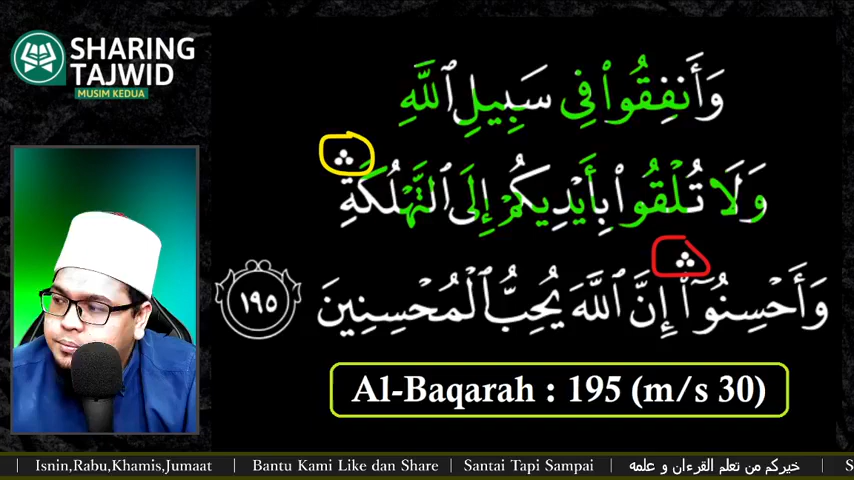 SHARING
TAJWID
MUSIM KEDUA
وَأَنفِقُوا۟ فِى سَبِيلِ ٱللَّهِ
وَلَا تُلْقُوا۟ بِأَيْدِيكُمْ إِلَى ٱلتَّهْلُكَةِ ۛ
وَأَحْسِنُوٓا۟ ۛ إِنَّ ٱللَّهَ يُحِبُّ ٱلْمُحْسِنِينَ ١٩٥
Al-Baqarah : 195 (m/s 30)
| Isnin,Rabu,Khamis,Jumaat | Bantu Kami Like dan Share | Santai Tapi Sampai | خيركم من تعلم القرءان و علمه | S